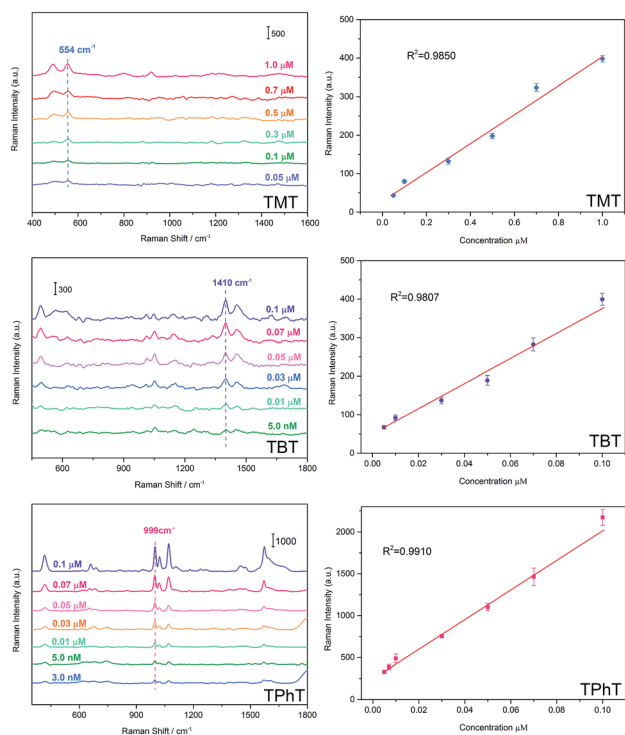 554 cm⁻¹
500
1.0 μM
0.7 μM
0.5 μM
0.3 μM
0.1 μM
0.05 μM
TMT
Raman Intensity (a.u.)
400 600 800 1000 1200 1400 1600
Raman Shift / cm⁻¹
R²=0.9850
400
300
200
100
0
Raman Intensity (a.u.)
TMT
0.0 0.2 0.4 0.6 0.8 1.0
Concentration μM
1410 cm⁻¹
300
0.1 μM
0.07 μM
0.05 μM
0.03 μM
0.01 μM
5.0 nM
TBT
Raman Intensity (a.u.)
600 900 1200 1500 1800
Raman Shift / cm⁻¹
R²=0.9807
500
400
300
200
100
0
Raman Intensity (a.u.)
TBT
0.00 0.02 0.04 0.06 0.08 0.10
Concentration μM
999cm⁻¹
1000
0.1 μM
0.07 μM
0.05 μM
0.03 μM
0.01 μM
5.0 nM
3.0 nM
TPhT
Raman Intensity (a.u.)
600 900 1200 1500 1800
Raman Shift / cm⁻¹
R²=0.9910
2000
1500
1000
500
0
Raman Intensity (a.u.)
TPhT
0.00 0.02 0.04 0.06 0.08 0.10
Concentration μM